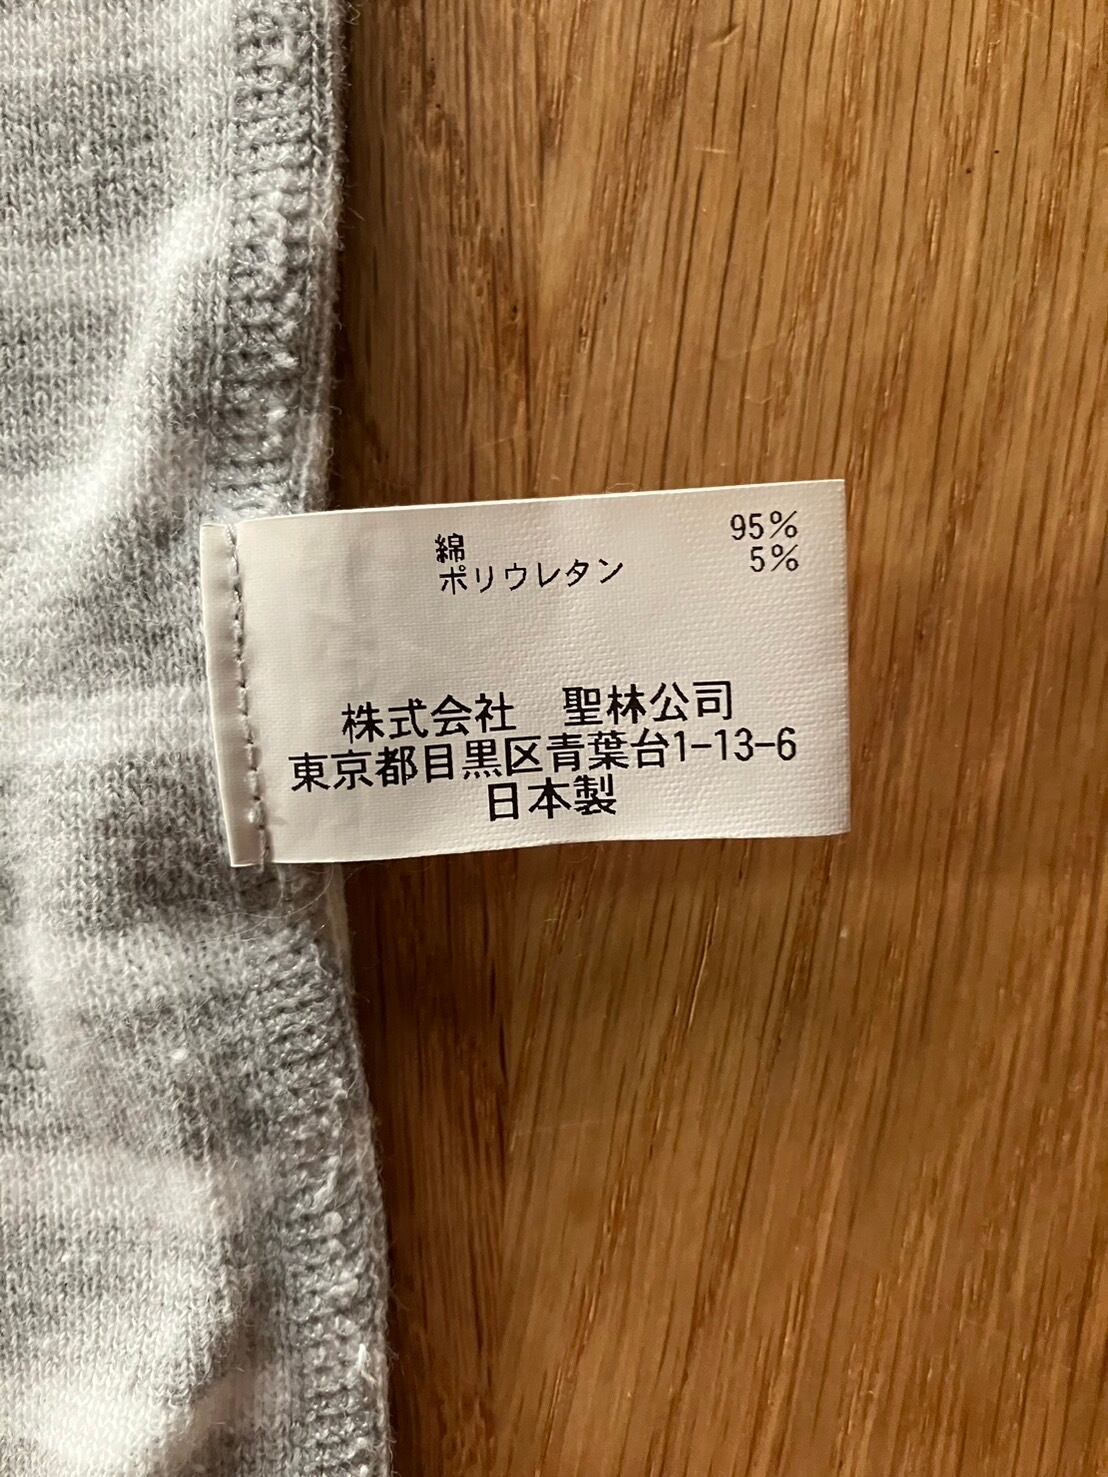 綿 95%
ポリウレタン 5%
株式会社 聖林公司
東京都目黒区青葉台1-13-6
日本製